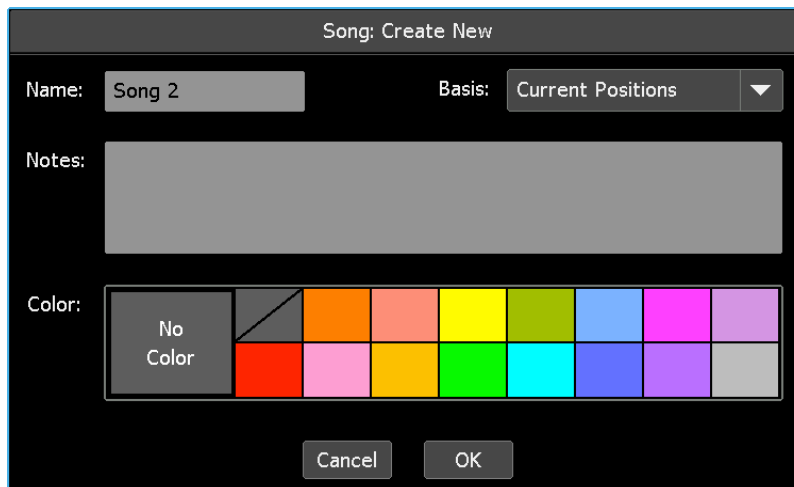 Song: Create New
Name: Song 2 Basis: Current Positions
Notes:
Color: No
Color
Cancel OK